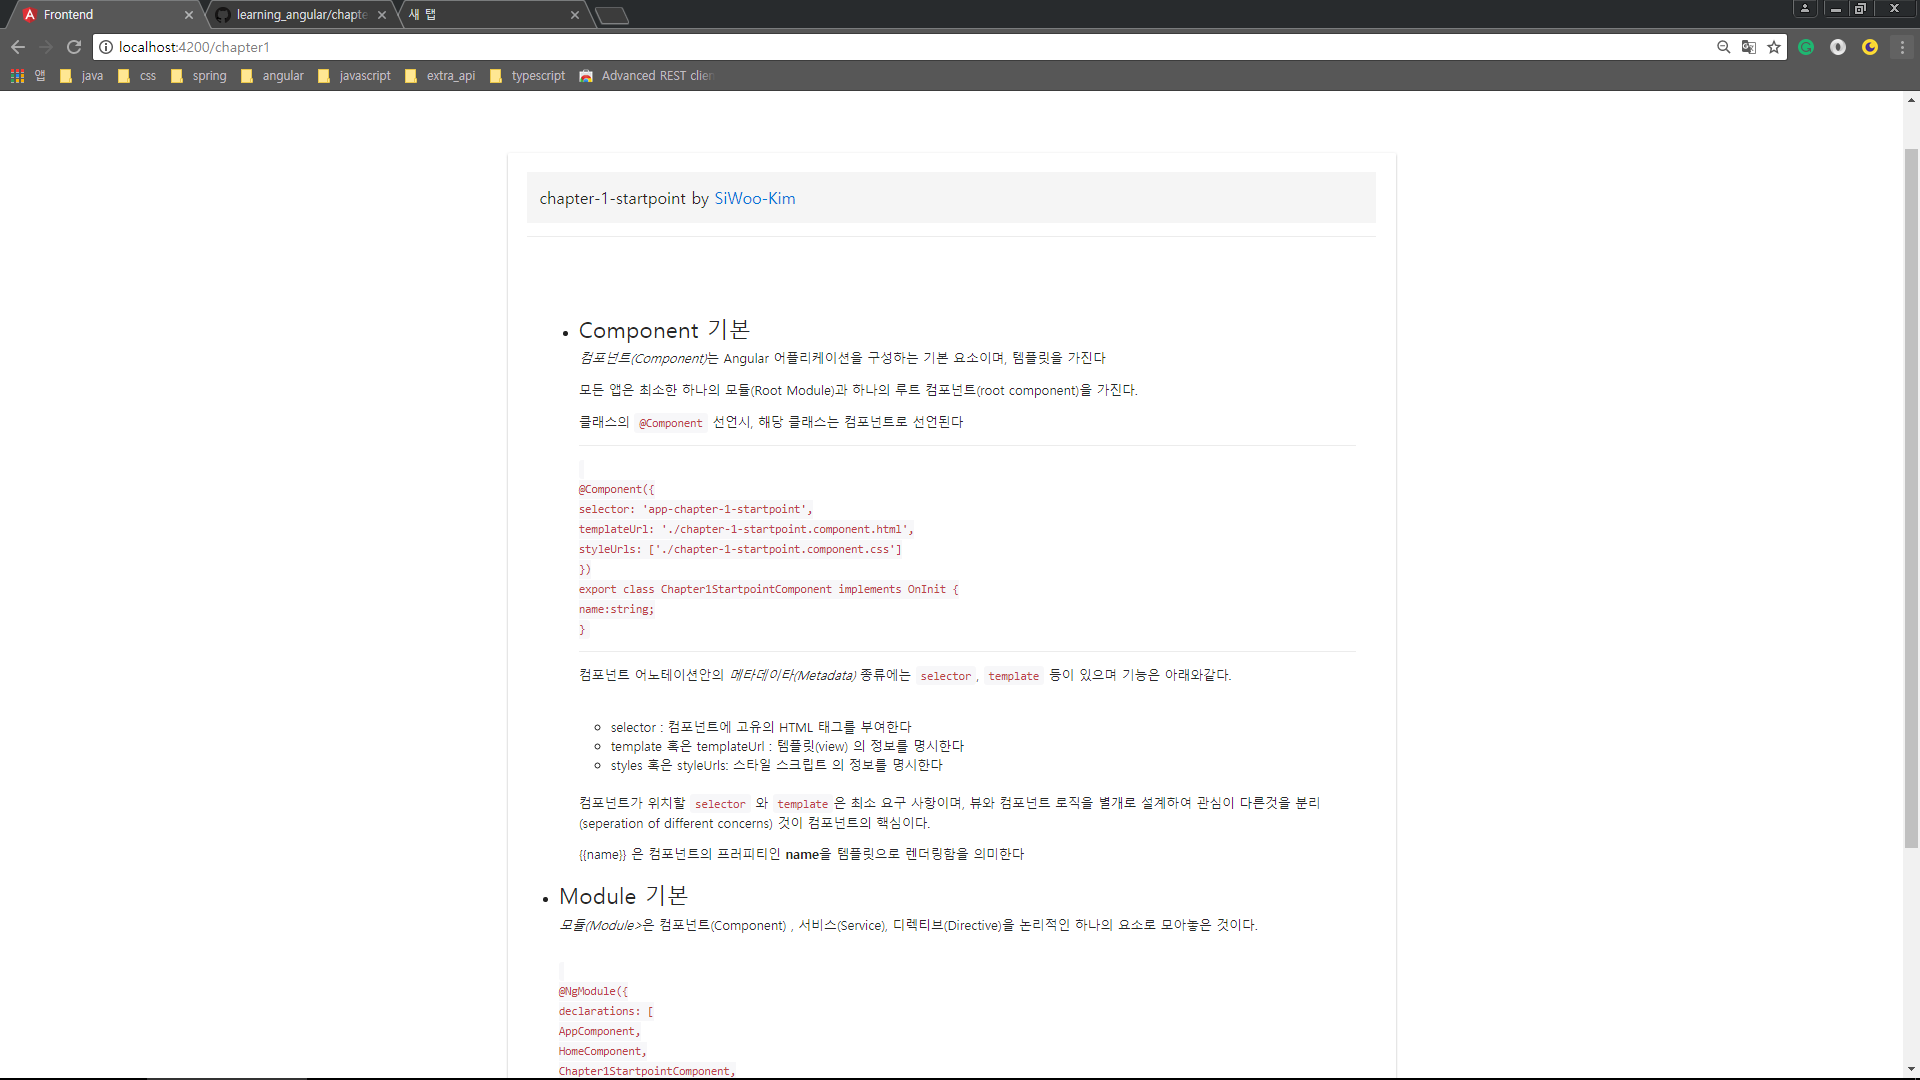 Frontend
learning_angular/chapte
새 탭
localhost:4200/chapter1
앱
java
css
spring
angular
javascript
extra_api
typescript
Advanced REST clien
chapter-1-startpoint by SiWoo-Kim
Component 기본
컴포넌트(Component)는 Angular 어플리케이션을 구성하는 기본 요소이며, 템플릿을 가진다
모든 앱은 최소한 하나의 모듈(Root Module)과 하나의 루트 컴포넌트(root component)을 가진다.
클래스의 @Component 선언시, 해당 클래스는 컴포넌트로 선언된다
@Component({
selector: 'app-chapter-1-startpoint',
templateUrl: './chapter-1-startpoint.component.html',
styleUrls: ['./chapter-1-startpoint.component.css']
})
export class Chapter1StartpointComponent implements OnInit {
name:string;
}
컴포넌트 어노테이션안의 메타데이타(Metadata) 종류에는 selector, template 등이 있으며 기능은 아래와같다.
selector : 컴포넌트에 고유의 HTML 태그를 부여한다
template 혹은 templateUrl : 템플릿(view) 의 정보를 명시한다
styles 혹은 styleUrls: 스타일 스크립트 의 정보를 명시한다
컴포넌트가 위치할 selector 와 template 은 최소 요구 사항이며, 뷰와 컴포넌트 로직을 별개로 설계하여 관심이 다른것을 분리
(seperation of different concerns) 것이 컴포넌트의 핵심이다.
{{name}} 은 컴포넌트의 프러피티인 name을 템플릿으로 렌더링함을 의미한다
Module 기본
모듈(Module>은 컴포넌트(Component) , 서비스(Service), 디렉티브(Directive)을 논리적인 하나의 요소로 모아놓은 것이다.
@NgModule({
declarations: [
AppComponent,
HomeComponent,
Chapter1StartpointComponent,